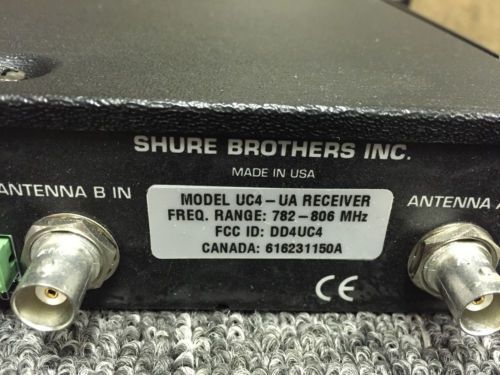 SHURE BROTHERS INC.
MADE IN USA
ANTENNA B IN
MODEL UC4-UA RECEIVER
FREQ. RANGE: 782-806 MHz
FCC ID: DD4UC4
CANADA: 616231150A
ANTENNA A
CE